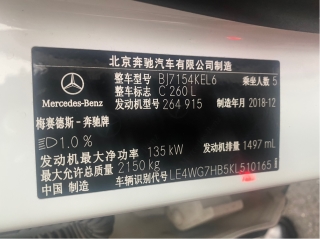 北京奔驰汽车有限公司制造
整车型号 BJ7154KEL6 乘坐人数 5
整车标志 C 260 L
发动机型号 264 915 制造年月 2018-12
Mercedes-Benz
梅赛德斯-奔驰牌
1.0 %
发动机最大净功率 135 kW 发动机排量 1497 mL
最大允许总质量 2150 kg
中国 制造 车辆识别代号 LE4WG7HB5KL510165